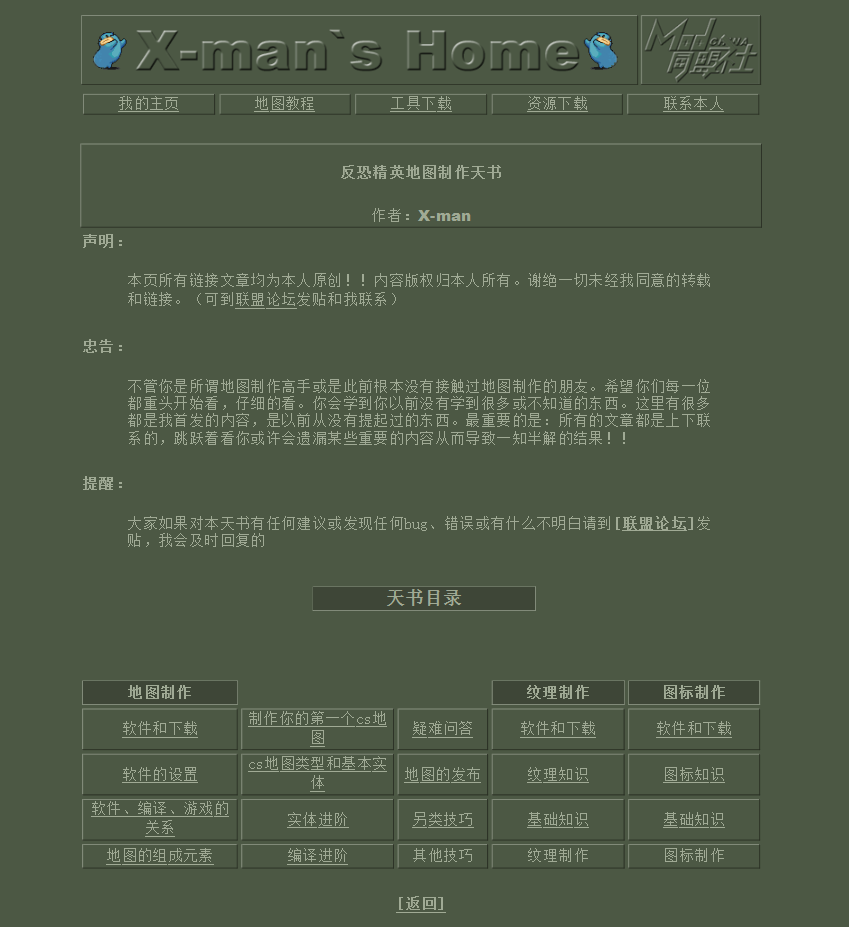 X-man`s Home
我的主页 地图教程 工具下载 资源下载 联系本人
反恐精英地图制作天书
作者：X-man
声明：
本页所有链接文章均为本人原创！！内容版权归本人所有。谢绝一切未经我同意的转载
和链接。（可到联盟论坛发贴和我联系）
忠告：
不管你是所谓地图制作高手或是此前根本没有接触过地图制作的朋友。希望你们每一位
都重头开始看，仔细的看。你会学到你以前没有学到很多或不知道的东西。这里有很多
都是我首发的内容，是以前从没有提起过的东西。最重要的是：所有的文章都是上下联
系的，跳跃着看你或许会遗漏某些重要的内容从而导致一知半解的结果！！
提醒：
大家如果对本天书有任何建议或发现任何bug、错误或有什么不明白请到[联盟论坛]发
贴，我会及时回复的
天书目录
地图制作 纹理制作 图标制作
软件和下载 制作你的第一个cs地
图 疑难问答 软件和下载 软件和下载
软件的设置 cs地图类型和基本实
体 地图的发布 纹理知识 图标知识
软件、编译、游戏的
关系 实体进阶 另类技巧 基础知识 基础知识
地图的组成元素 编译进阶 其他技巧 纹理制作 图标制作
[返回]